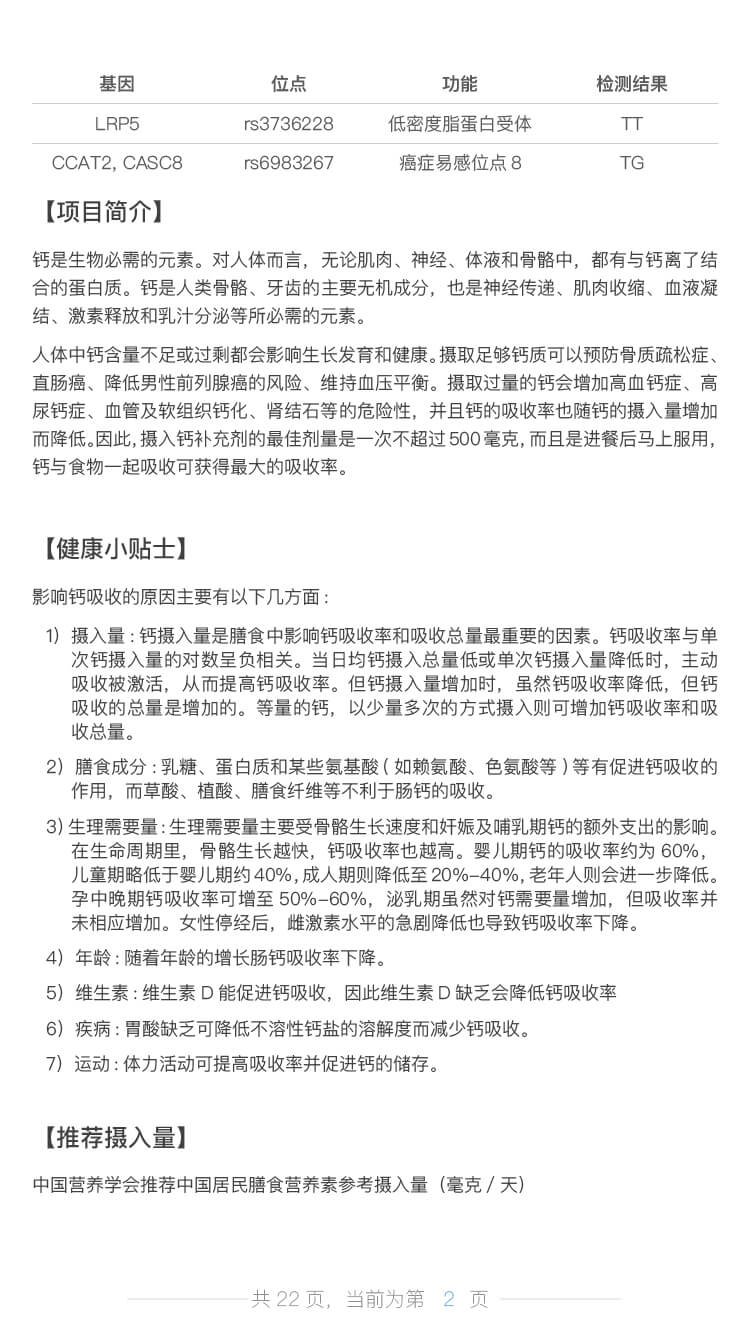 基因 位点 功能 检测结果
LRP5 rs3736228 低密度脂蛋白受体 TT
CCAT2, CASC8 rs6983267 癌症易感位点 8 TG
【项目简介】
钙是生物必需的元素。对人体而言，无论肌肉、神经、体液和骨骼中，都有与钙离了结
合的蛋白质。钙是人类骨骼、牙齿的主要无机成分，也是神经传递、肌肉收缩、血液凝
结、激素释放和乳汁分泌等所必需的元素。
人体中钙含量不足或过剩都会影响生长发育和健康。摄取足够钙质可以预防骨质疏松症、
直肠癌、降低男性前列腺癌的风险、维持血压平衡。摄取过量的钙会增加高血钙症、高
尿钙症、血管及软组织钙化、肾结石等的危险性，并且钙的吸收率也随钙的摄入量增加
而降低。因此，摄入钙补充剂的最佳剂量是一次不超过 500 毫克，而且是进餐后马上服用，
钙与食物一起吸收可获得最大的吸收率。
【健康小贴士】
影响钙吸收的原因主要有以下几方面：
1）摄入量：钙摄入量是膳食中影响钙吸收率和吸收总量最重要的因素。钙吸收率与单
次钙摄入量的对数呈负相关。当日均钙摄入总量低或单次钙摄入量降低时，主动
吸收被激活，从而提高钙吸收率。但钙摄入量增加时，虽然钙吸收率降低，但钙
吸收的总量是增加的。等量的钙，以少量多次的方式摄入则可增加钙吸收率和吸
收总量。
2）膳食成分：乳糖、蛋白质和某些氨基酸（如赖氨酸、色氨酸等）等有促进钙吸收的
作用，而草酸、植酸、膳食纤维等不利于肠钙的吸收。
3）生理需要量：生理需要量主要受骨骼生长速度和妊娠及哺乳期钙的额外支出的影响。
在生命周期里，骨骼生长越快，钙吸收率也越高。婴儿期钙的吸收率约为 60%，
儿童期略低于婴儿期约 40%，成人期则降低至 20%–40%，老年人则会进一步降低。
孕中晚期钙吸收率可增至 50%–60%，泌乳期虽然对钙需要量增加，但吸收率并
未相应增加。女性停经后，雌激素水平的急剧降低也导致钙吸收率下降。
4）年龄：随着年龄的增长肠钙吸收率下降。
5）维生素：维生素 D 能促进钙吸收，因此维生素 D 缺乏会降低钙吸收率
6）疾病：胃酸缺乏可降低不溶性钙盐的溶解度而减少钙吸收。
7）运动：体力活动可提高吸收率并促进钙的储存。
【推荐摄入量】
中国营养学会推荐中国居民膳食营养素参考摄入量（毫克 / 天）
共 22 页，当前为第 2 页